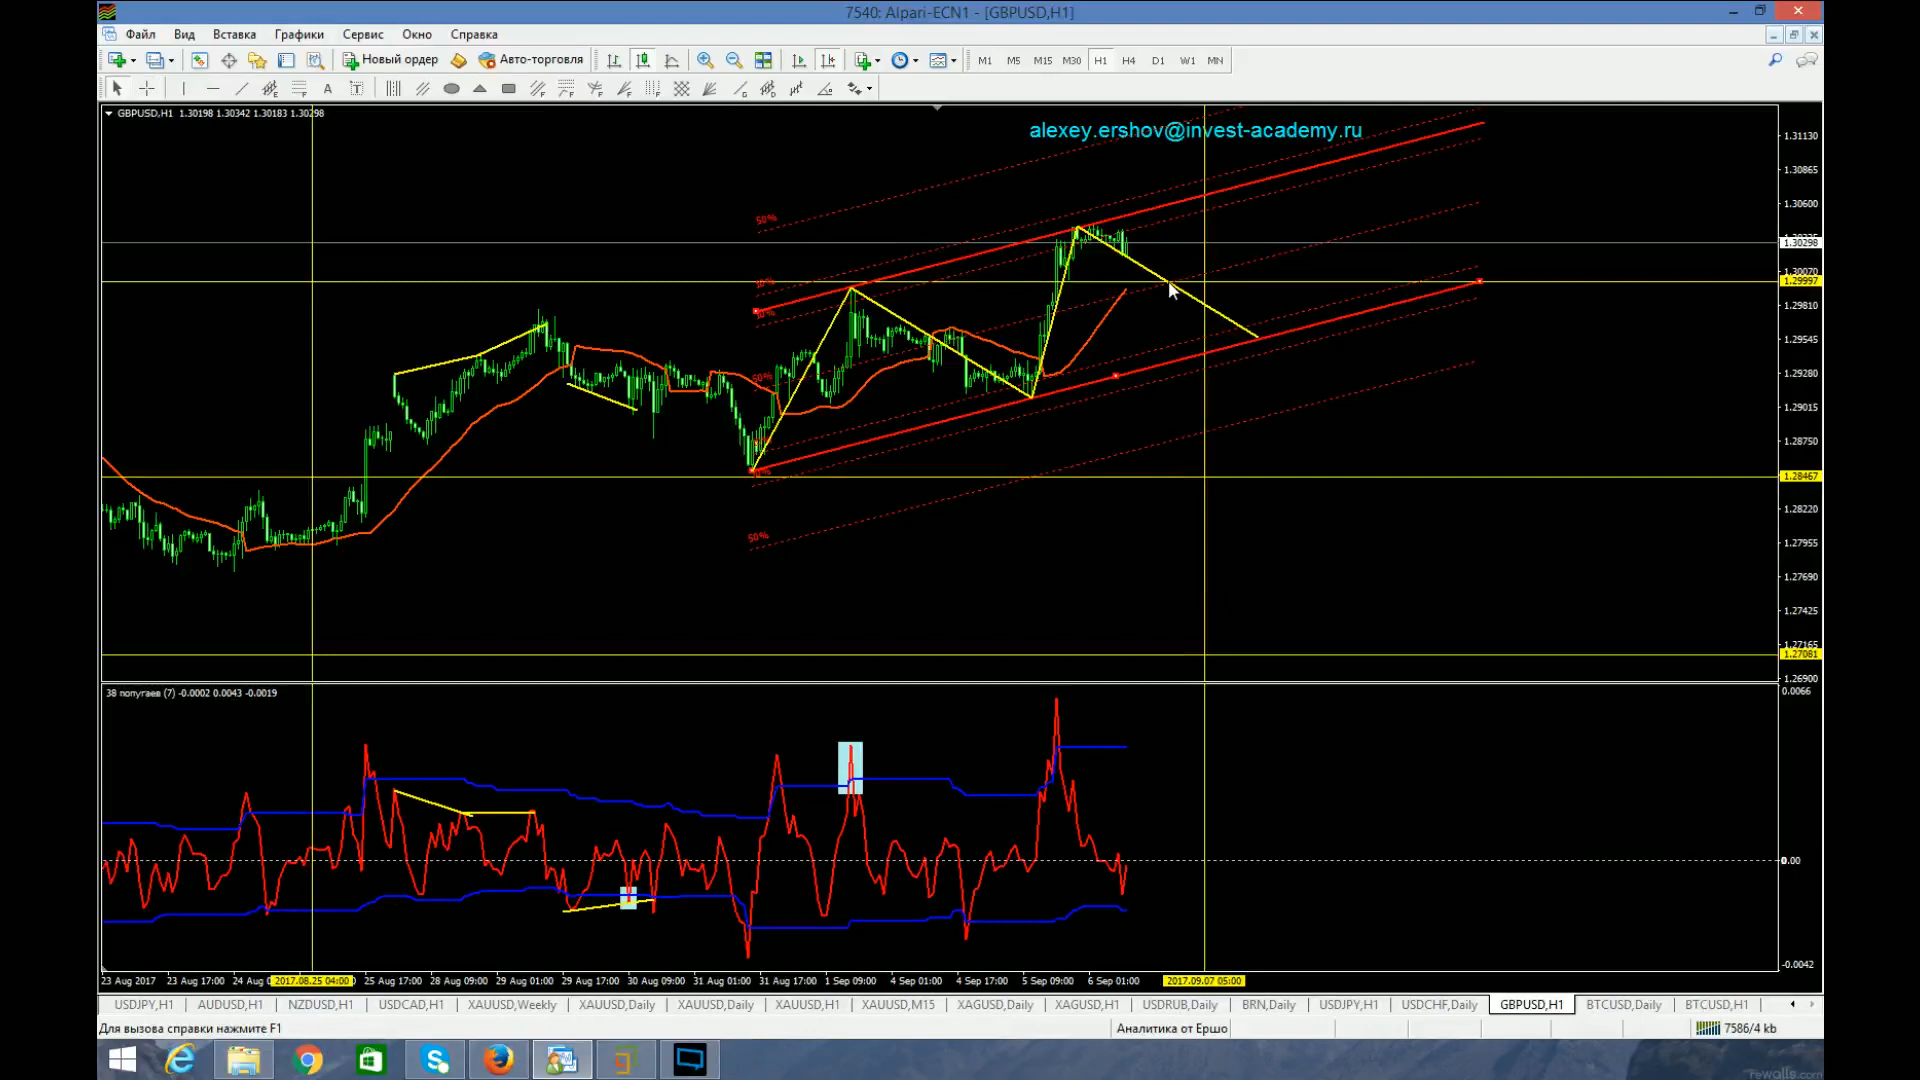 7540: Alpari-ECN1 - [GBPUSD,H1]
Файл Вид Вставка Графики Сервис Окно Справка
Новый ордер Авто-торговля M1 M5 M15 M30 H1 H4 D1 W1 MN
GBPUSD,H1 1.30198 1.30342 1.30183 1.30298
alexey.ershov@invest-academy.ru
1.31130
1.30865
1.30600
1.30298
1.30070
1.29997
1.29810
1.29545
1.29280
1.29015
1.28750
1.28467
1.28220
1.27955
1.27690
1.27425
1.27165
1.27081
1.26900
50%
50%
50%
38 попугаев (7) -0.0002 0.0043 -0.0019
0.0066
0.00
-0.0042
23 Aug 2017 23 Aug 17:00 24 Aug 2017.08.25 04:00 25 Aug 17:00 28 Aug 09:00 29 Aug 01:00 29 Aug 17:00 30 Aug 09:00 31 Aug 01:00 31 Aug 17:00 1 Sep 09:00 4 Sep 01:00 4 Sep 17:00 5 Sep 09:00 6 Sep 01:00 2017.09.07 05:00
USDJPY,H1 AUDUSD,H1 NZDUSD,H1 USDCAD,H1 XAUUSD,Weekly XAUUSD,Daily XAUUSD,Daily XAUUSD,H1 XAUUSD,M15 XAGUSD,Daily XAGUSD,H1 USDRUB,Daily BRN,Daily USDJPY,H1 USDCHF,Daily GBPUSD,H1 BTCUSD,Daily BTCUSD,H1
Для вызова справки нажмите F1 Аналитика от Ершо 7586/4 kb
rewalls.com